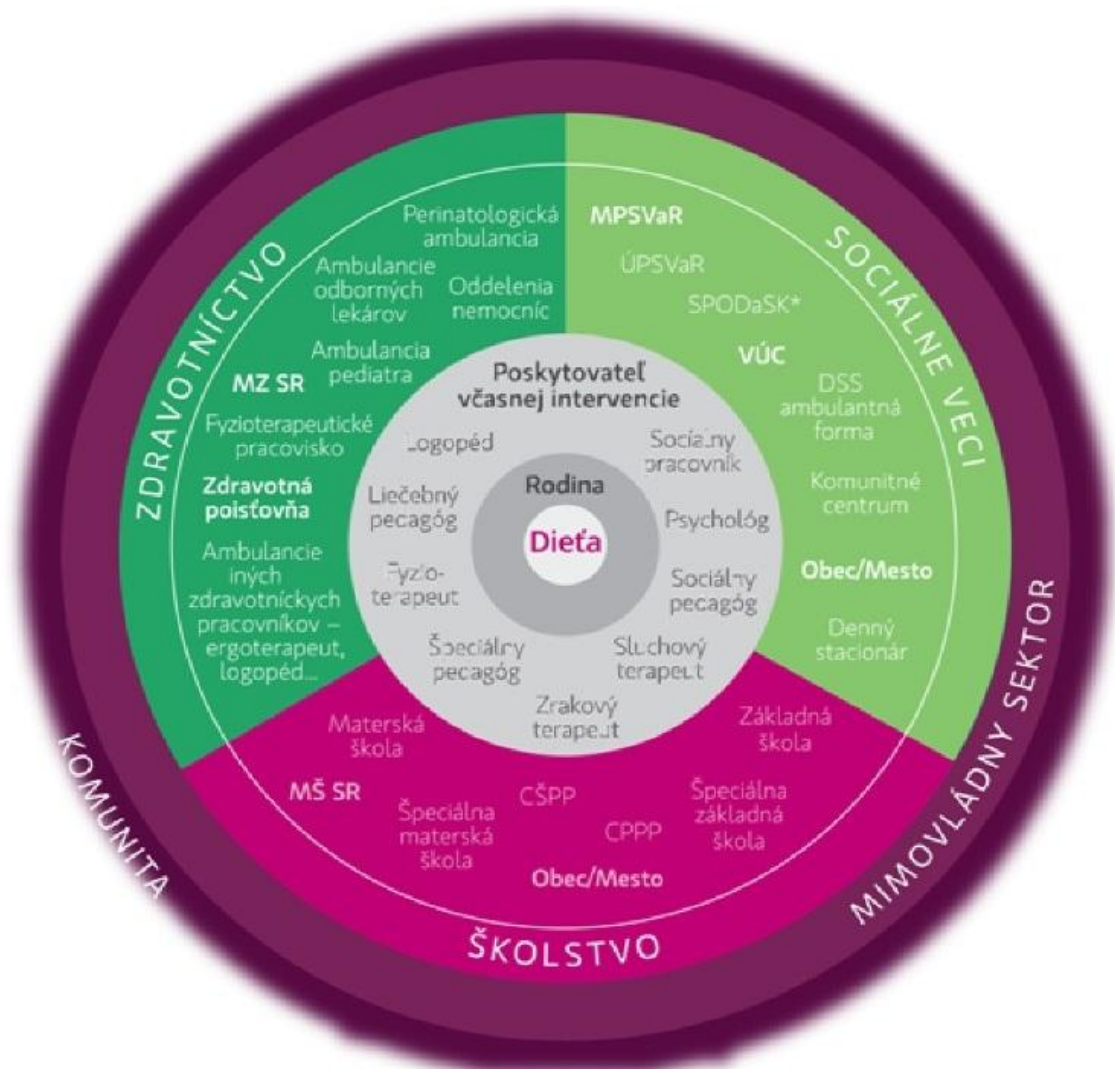 ZDRAVOTNÍCTVO
Perinatologická
ambulancia
Ambulancie
odborných
lekárov
Oddelenia
nemocníc
Ambulancia
pediatra
MZ SR
Fyzioterapeutické
pracovisko
Zdravotná
poisťovňa
Ambulancie
iných
zdravotníckych
pracovníkov –
ergoterapeut,
logopéd...
SOCIÁLNE VECI
MPSVaR
ÚPSVaR
SPODaSK*
VÚC
DSS
ambulantná
forma
Komunitné
centrum
Obec/Mesto
Denný
stacionár
Poskytovateľ
včasnej intervencie
Logopéd
Sociálny
pracovník
Liečebný
pedagóg
Psychológ
Fyzio-
terapeut
Sociálny
pedagóg
Špeciálny
pedagóg
Sluchový
terapeut
Zrakový
terapeut
Rodina
Dieťa
Materská
škola
Základná
škola
MŠ SR
Špeciálna
materská
škola
CŠPP
CPPP
Špeciálna
základná
škola
Obec/Mesto
ŠKOLSTVO
KOMUNITA
MIMOVLÁDNY SEKTOR